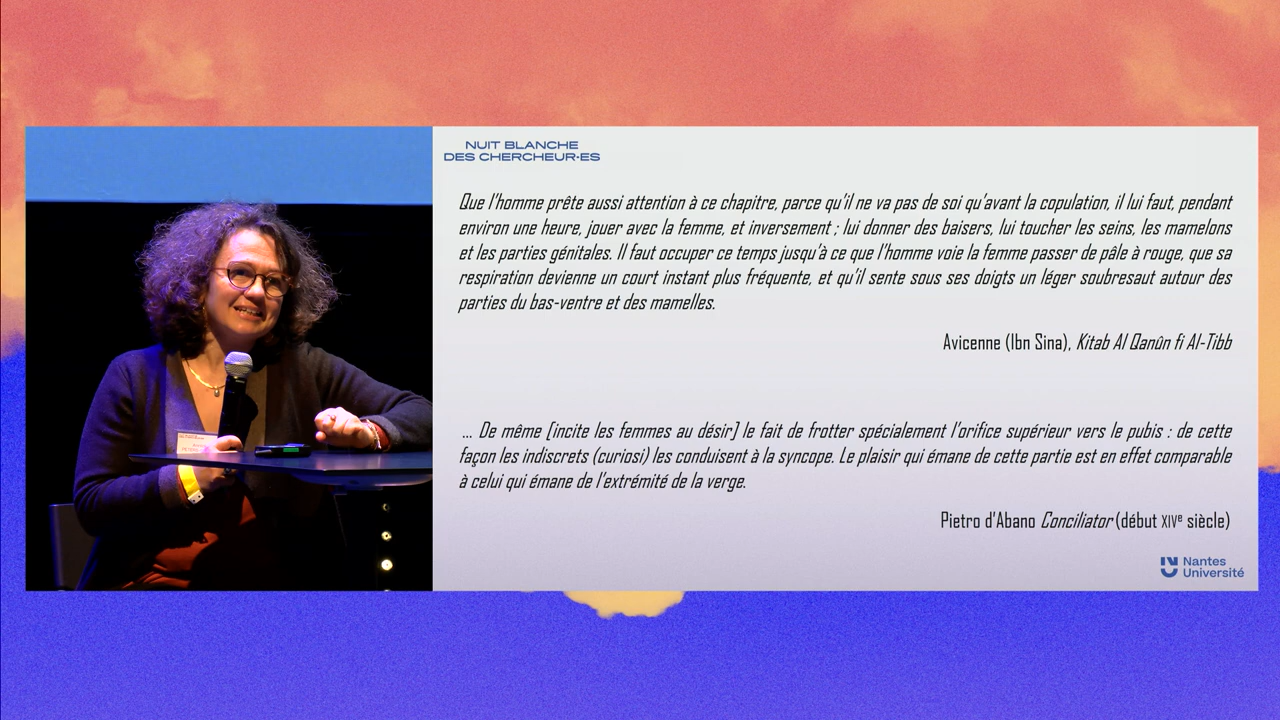 NUIT BLANCHE
DES CHERCHEUR·ES
Que l'homme prête aussi attention à ce chapitre, parce qu'il ne va pas de soi qu'avant la copulation, il lui faut, pendant
environ une heure, jouer avec la femme, et inversement ; lui donner des baisers, lui toucher les seins, les mamelons
et les parties génitales. Il faut occuper ce temps jusqu'à ce que l'homme voie la femme passer de pâle à rouge, que sa
respiration devienne un court instant plus fréquente, et qu'il sente sous ses doigts un léger soubresaut autour des
parties du bas-ventre et des mamelles.
Avicenne (Ibn Sina), Kitab Al Qanûn fi Al-Tibb
... De même [incite les femmes au désir] le fait de frotter spécialement l'orifice supérieur vers le pubis : de cette
façon les indiscrets (curiosi) les conduisent à la syncope. Le plaisir qui émane de cette partie est en effet comparable
à celui qui émane de l'extrémité de la verge.
Pietro d'Abano Conciliator (début XIVe siècle)
Nantes
Université